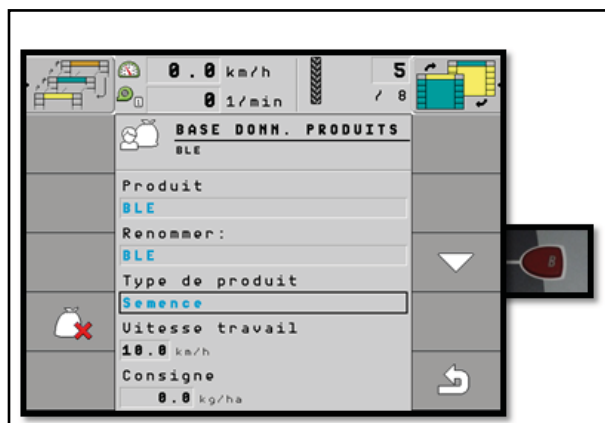 0.0 km/h
5
0 1/min
/ 8
BASE DONN. PRODUITS
BLE
Produit
BLE
Renommer:
BLE
Type de produit
Semence
Vitesse travail
10.0 km/h
Consigne
0.0 kg/ha
B